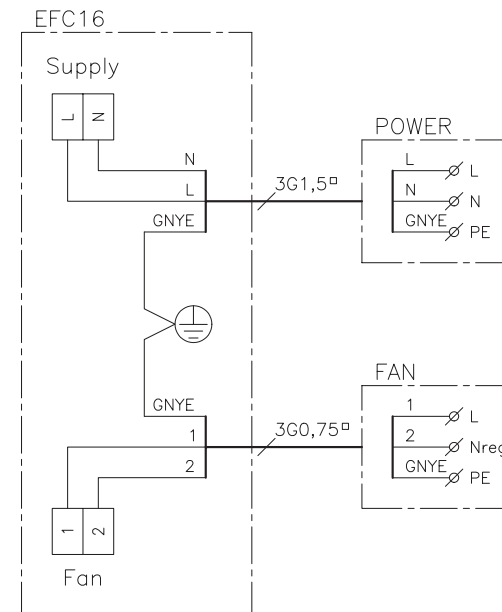 EFC16
Supply
L N
N
L
GNYE
3G1,5□
POWER
L L
N N
GNYE PE
GNYE
1
2
3G0,75□
FAN
1 L
2 Nreg
GNYE PE
1 2
Fan